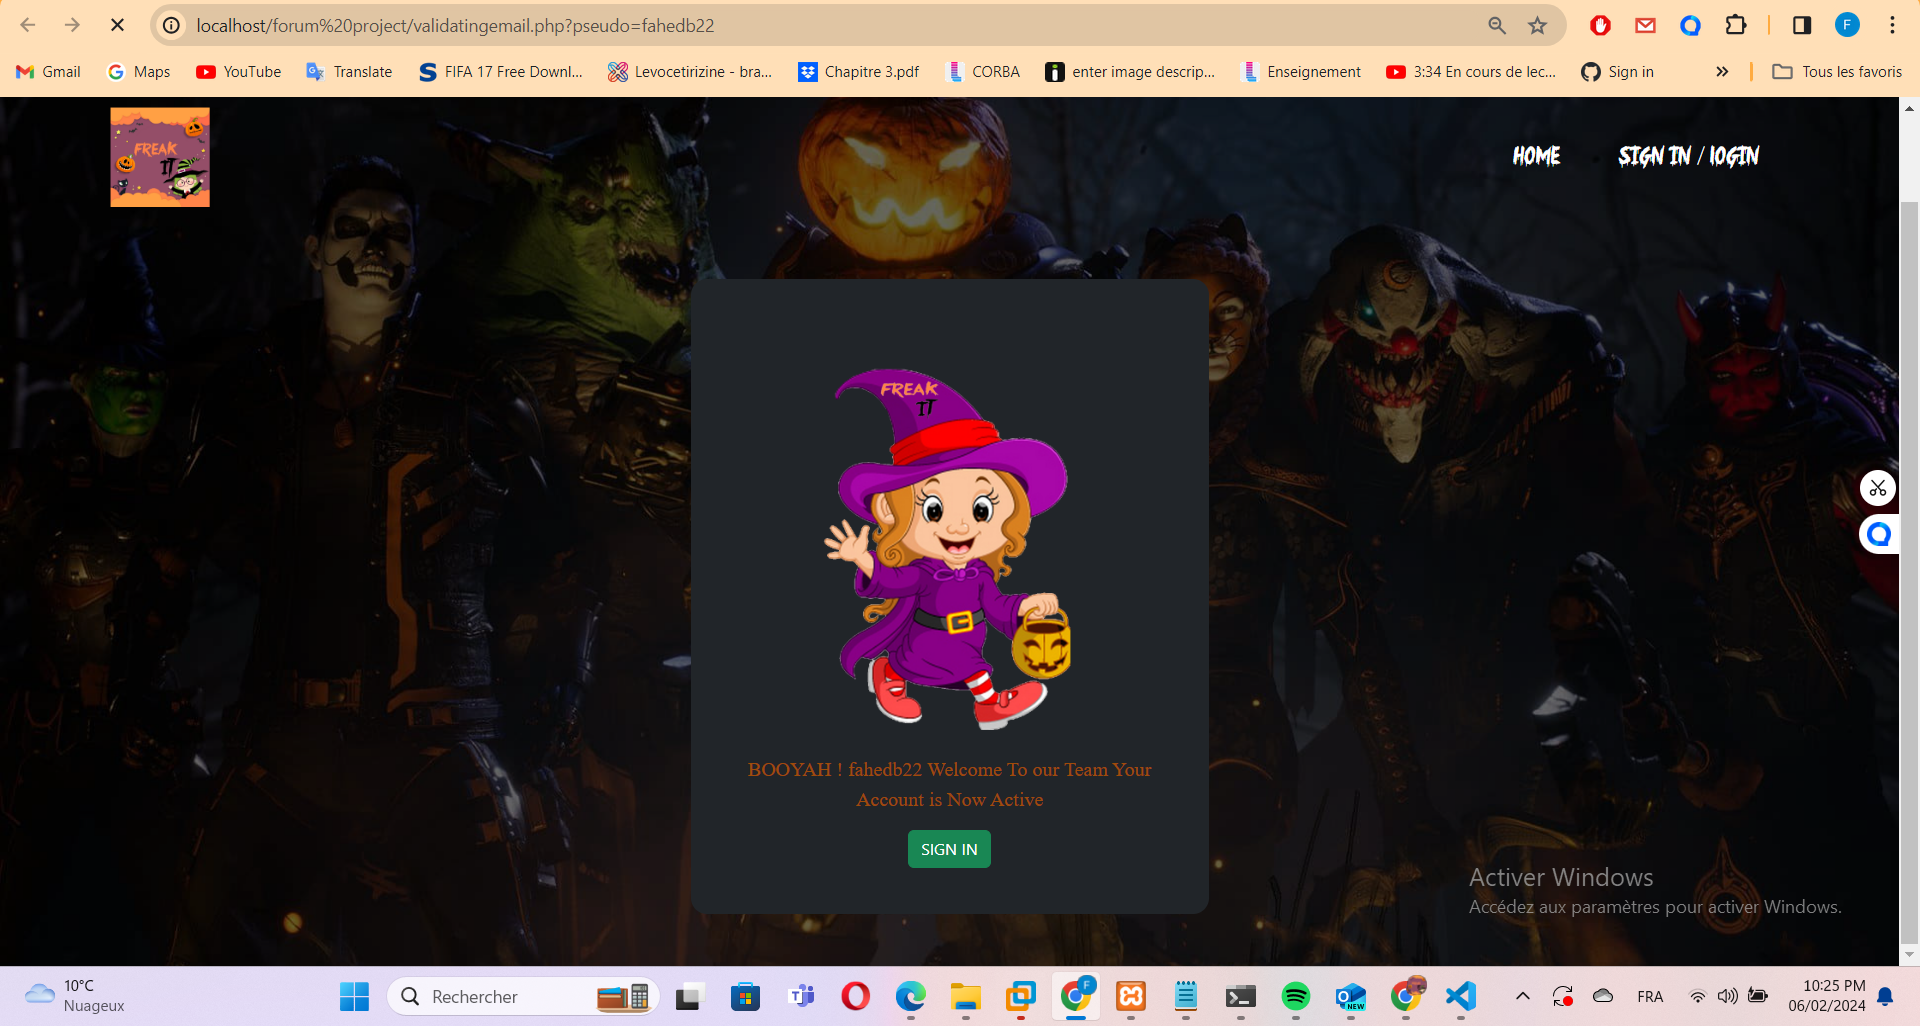 localhost/forum%20project/validatingemail.php?pseudo=fahedb22
F
Gmail
Maps
YouTube
Translate
FIFA 17 Free Downl...
Levocetirizine - bra...
Chapitre 3.pdf
CORBA
enter image descrip...
Enseignement
3:34 En cours de lec...
Sign in
»
Tous les favoris
FREAK
IT
HOME
SIGN IN / lOGIN
FREAK
IT
BOOYAH ! fahedb22 Welcome To our Team Your
Account is Now Active
SIGN IN
Activer Windows
Accédez aux paramètres pour activer Windows.
10°C
Nuageux
Rechercher
F
NEW
FRA
10:25 PM
06/02/2024